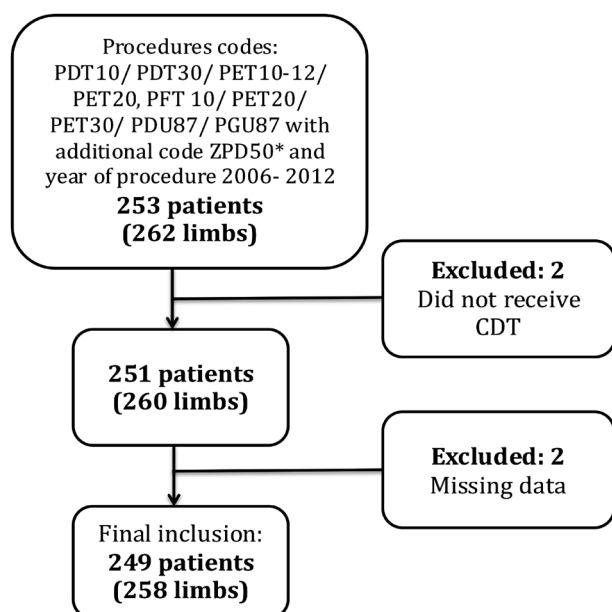 Procedures codes:
PDT10/ PDT30/ PET10-12/
PET20, PFT 10/ PET20/
PET30/ PDU87/ PGU87 with
additional code ZPD50* and
year of procedure 2006- 2012
253 patients
(262 limbs)
Excluded: 2
Did not receive
CDT
251 patients
(260 limbs)
Excluded: 2
Missing data
Final inclusion:
249 patients
(258 limbs)